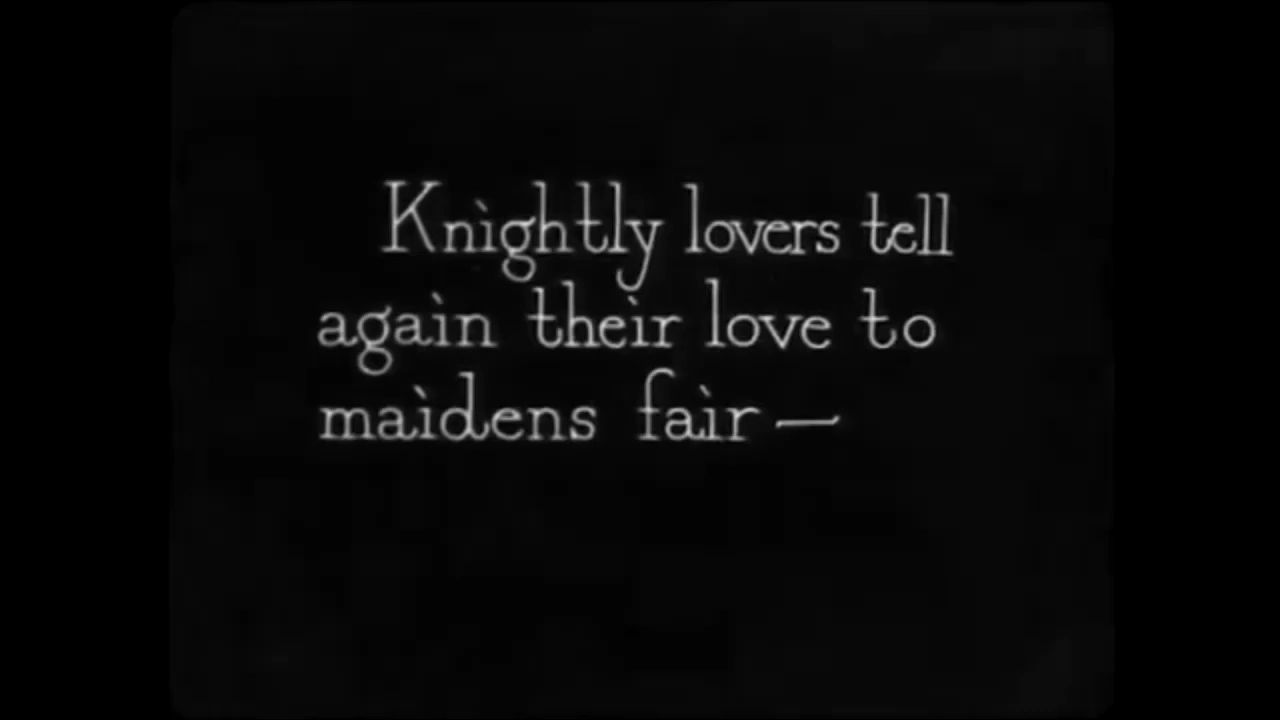 Knightly lovers tell
again their love to
maidens fair —